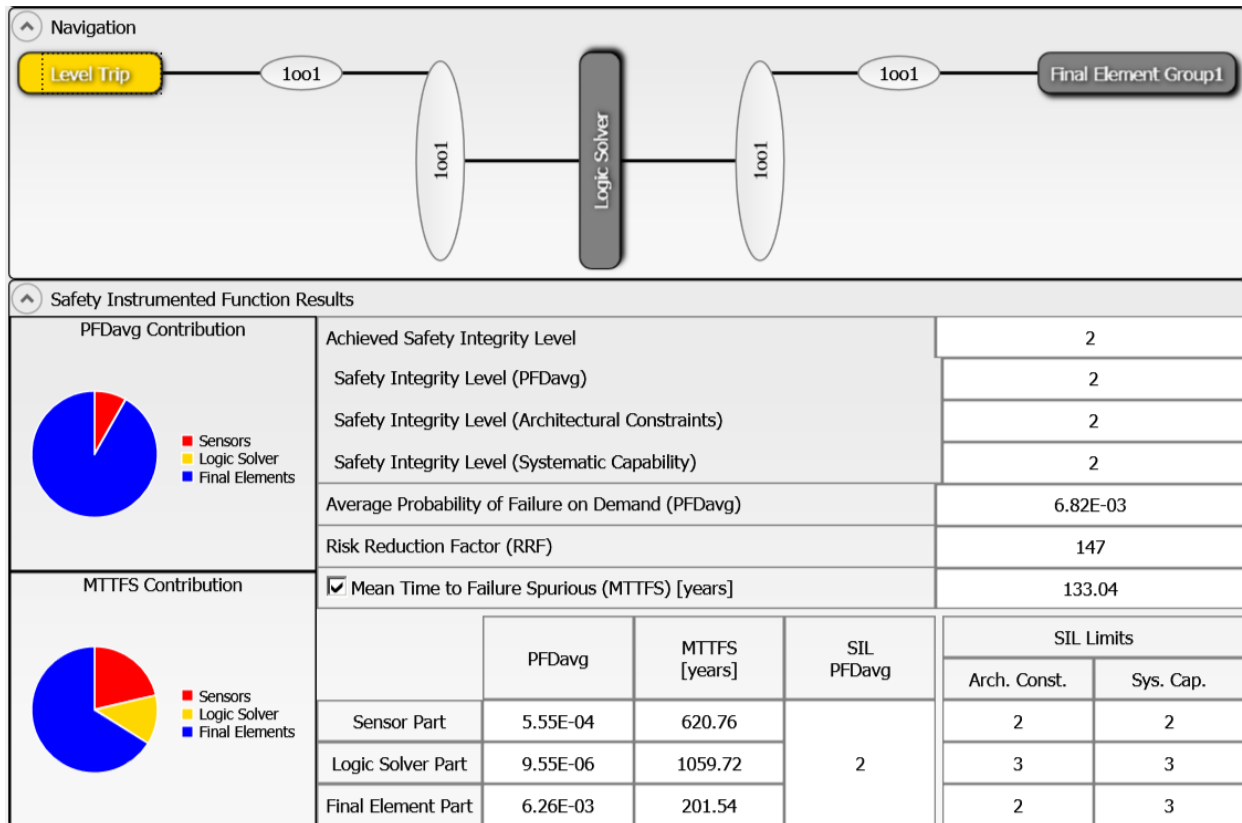 Navigation
Level Trip
1oo1
1oo1
Logic Solver
1oo1
1oo1
Final Element Group1
Safety Instrumented Function Results
PFDavg Contribution
Sensors
Logic Solver
Final Elements
MTTFS Contribution
Sensors
Logic Solver
Final Elements
Achieved Safety Integrity Level 2
Safety Integrity Level (PFDavg) 2
Safety Integrity Level (Architectural Constraints) 2
Safety Integrity Level (Systematic Capability) 2
Average Probability of Failure on Demand (PFDavg) 6.82E-03
Risk Reduction Factor (RRF) 147
Mean Time to Failure Spurious (MTTFS) [years] 133.04
PFDavg
MTTFS
[years]
SIL
PFDavg
SIL Limits
Arch. Const. Sys. Cap.
Sensor Part 5.55E-04 620.76 2 2
Logic Solver Part 9.55E-06 1059.72 2 3 3
Final Element Part 6.26E-03 201.54 2 3